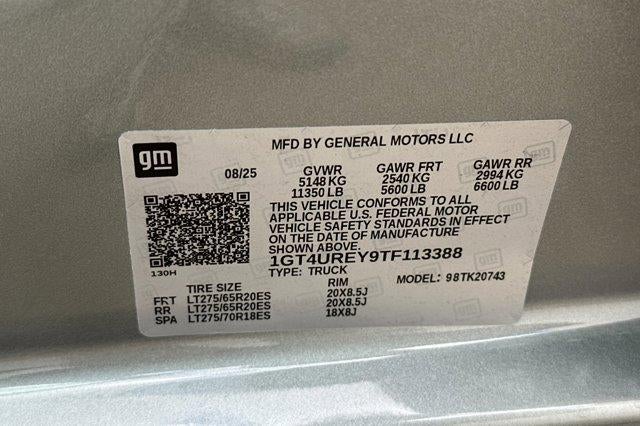 gm
MFD BY GENERAL MOTORS LLC
08/25 GVWR GAWR FRT GAWR RR
5148 KG 2540 KG 2994 KG
11350 LB 5600 LB 6600 LB
THIS VEHICLE CONFORMS TO ALL
APPLICABLE U.S. FEDERAL MOTOR
VEHICLE SAFETY STANDARDS IN EFFECT
ON THE DATE OF MANUFACTURE
SHOWN ABOVE.
1GT4UREY9TF113388
TYPE: TRUCK MODEL: 98TK20743
130H
TIRE SIZE RIM
FRT LT275/65R20ES 20X8.5J
RR LT275/65R20ES 20X8.5J
SPA LT275/70R18ES 18X8J